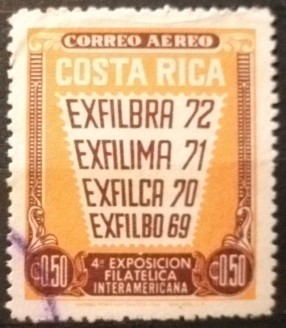 CORREO AEREO
COSTA RICA
EXFILBRA 72
EXFILIMA 71
EXFILCA 70
EXFILBO 69
₡0.50 4ª EXPOSICION ₡0.50
FILATELICA
INTERAMERICANA